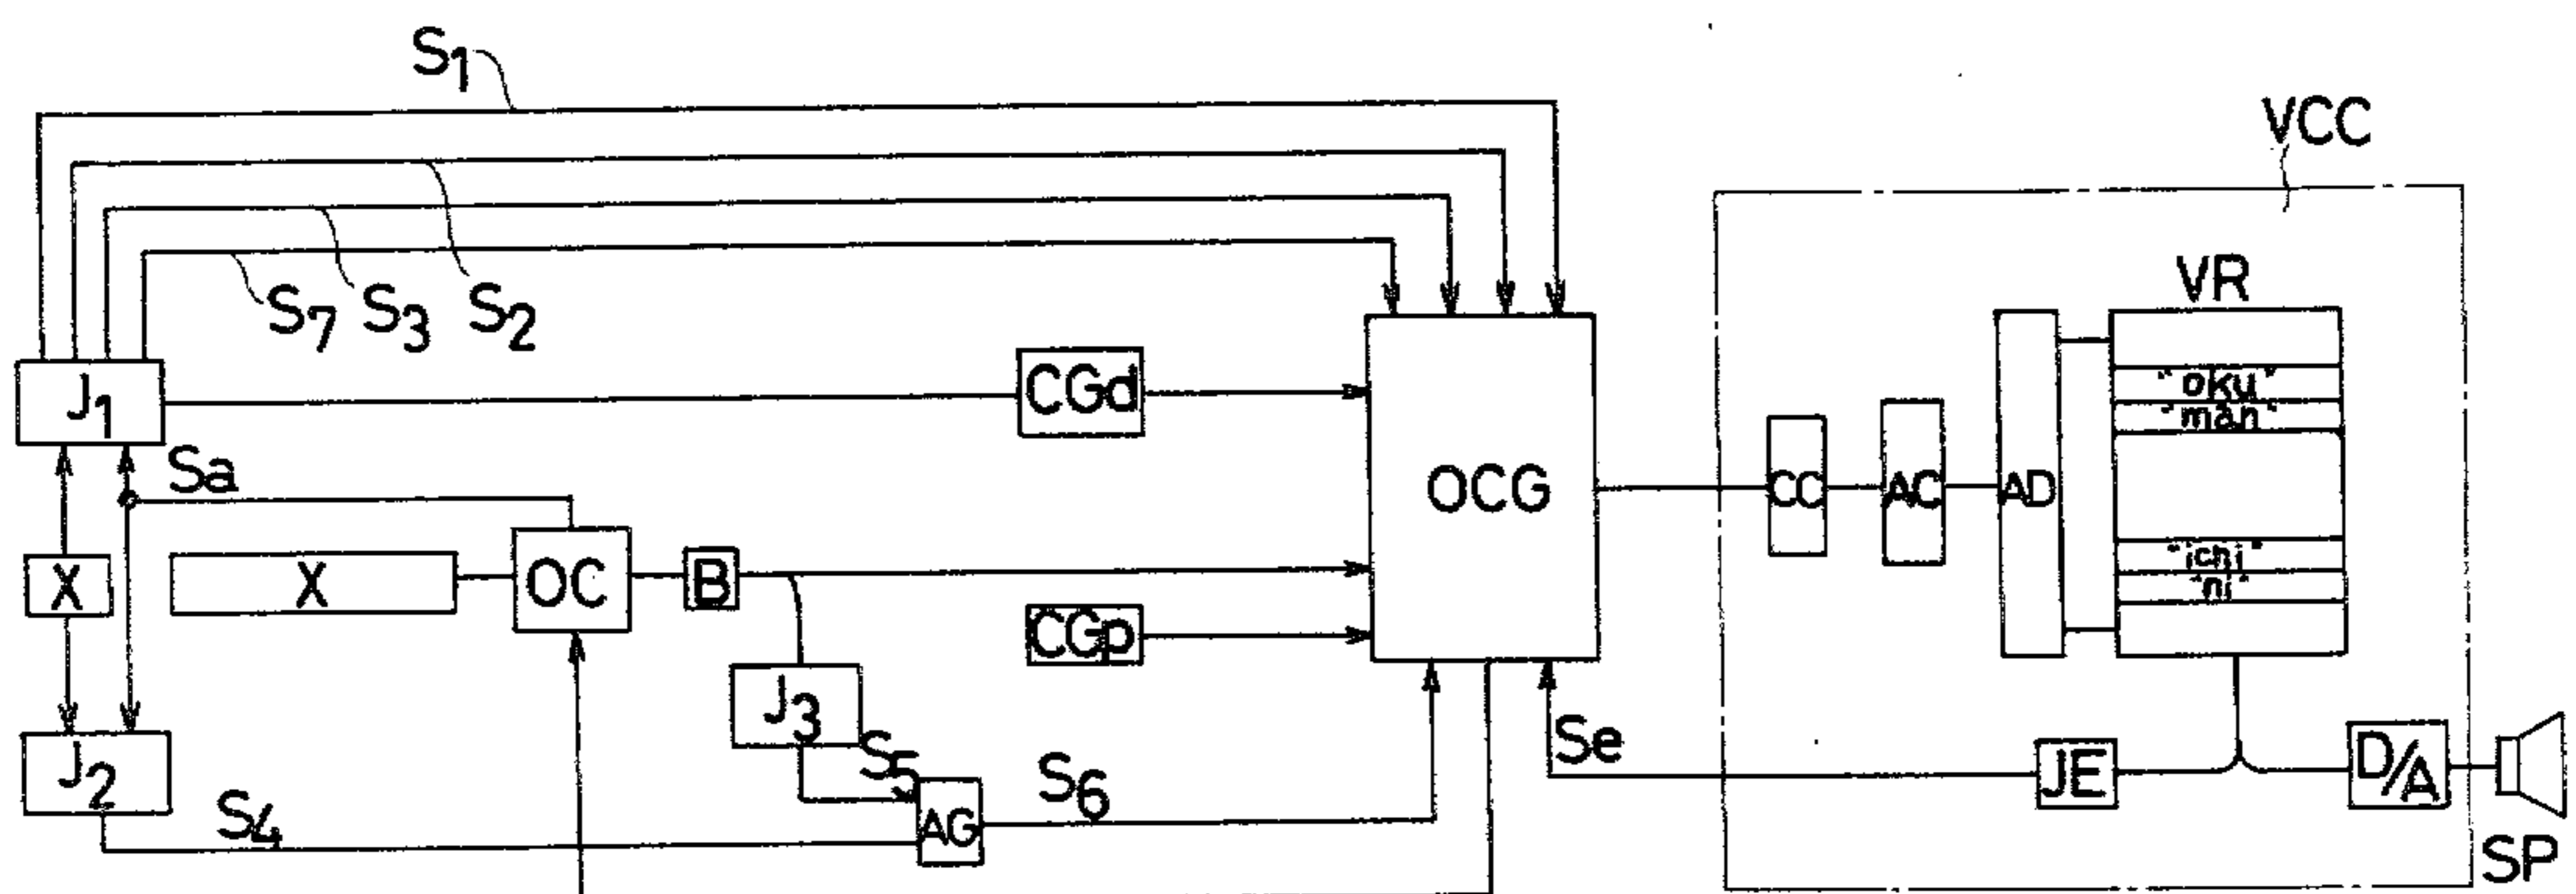 S1
VCC
VR
S7 S3 S2
J1
CGd
"oku"
"man"
Sa
OCG
CC
AC
AD
X
X
OC
B
"ichi"
"ni"
CGp
J3
Se
J2
S5
S6
JE
D/A
S4
AG
SP